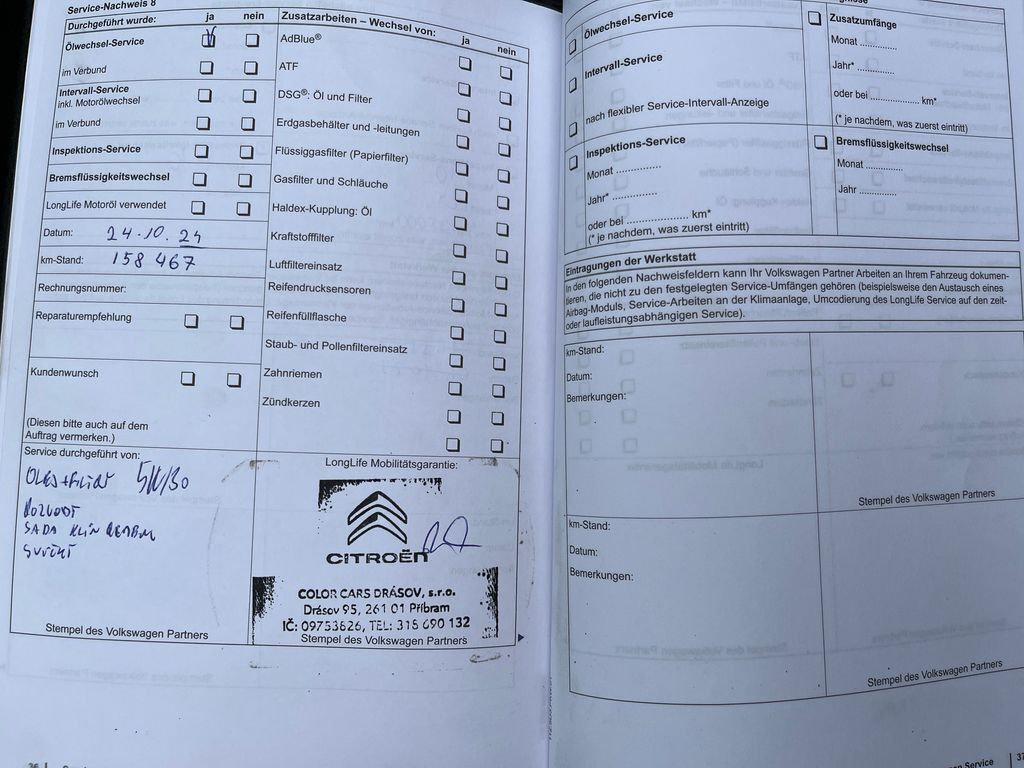 Service-Nachweis 8
Durchgeführt wurde: ja nein
Ölwechsel-Service
im Verbund
Intervall-Service
inkl. Motorölwechsel
im Verbund
Inspektions-Service
Bremsflüssigkeitswechsel
LongLife Motoröl verwendet
Datum: 24.10.24
km-Stand: 158 467
Rechnungsnummer:
Reparaturempfehlung
Kundenwunsch
(Diesen bitte auch auf dem
Auftrag vermerken.)
Service durchgeführt von:
5W/30
ROZVODY
Stempel des Volkswagen Partners
Zusatzarbeiten – Wechsel von: ja nein
AdBlue®
ATF
DSG®: Öl und Filter
Erdgasbehälter und -leitungen
Flüssiggasfilter (Papierfilter)
Gasfilter und Schläuche
Haldex-Kupplung: Öl
Kraftstofffilter
Luftfiltereinsatz
Reifendrucksensoren
Reifenfüllflasche
Staub- und Pollenfiltereinsatz
Zahnriemen
Zündkerzen
LongLife Mobilitätsgarantie:
CITROËN
COLOR CARS DRÁSOV, s.r.o.
Drásov 95, 261 01 Příbram
IČ: 09753826, TEL: 318 690 132
Stempel des Volkswagen Partners
Ölwechsel-Service
Intervall-Service
nach flexibler Service-Intervall-Anzeige
Inspektions-Service
Monat ..............
Jahr* ..............
oder bei .................... km*
(* je nachdem, was zuerst eintritt)
Zusatzumfänge
Monat ............
Jahr* ............
oder bei ................ km*
(* je nachdem, was zuerst eintritt)
Bremsflüssigkeitswechsel
Monat ............
Jahr ............
Eintragungen der Werkstatt
In den folgenden Nachweisfeldern kann Ihr Volkswagen Partner Arbeiten an Ihrem Fahrzeug dokumen-
tieren, die nicht zu den festgelegten Service-Umfängen gehören (beispielsweise den Austausch eines
Airbag-Moduls, Service-Arbeiten an der Klimaanlage, Umcodierung des LongLife Service auf den zeit-
oder laufleistungsabhängigen Service).
km-Stand:
Datum:
Bemerkungen:
Stempel des Volkswagen Partners
km-Stand:
Datum:
Bemerkungen:
Stempel des Volkswagen Partners
36
Service 37